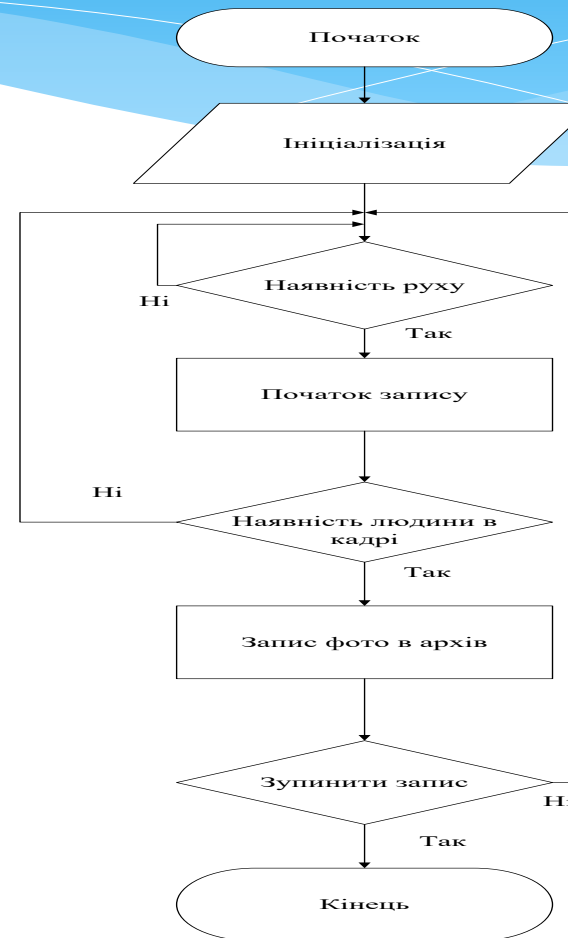 Початок
Ініціалізація
Наявність руху
Ні
Так
Початок запису
Ні
Наявність людини в
кадрі
Так
Запис фото в архів
Зупинити запис
Ні
Так
Кінець